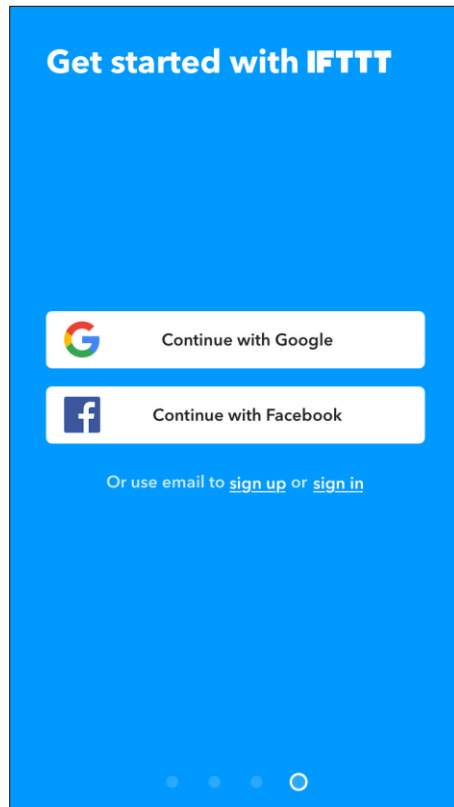 Get started with IFTTT
Continue with Google
Continue with Facebook
Or use email to sign up or sign in